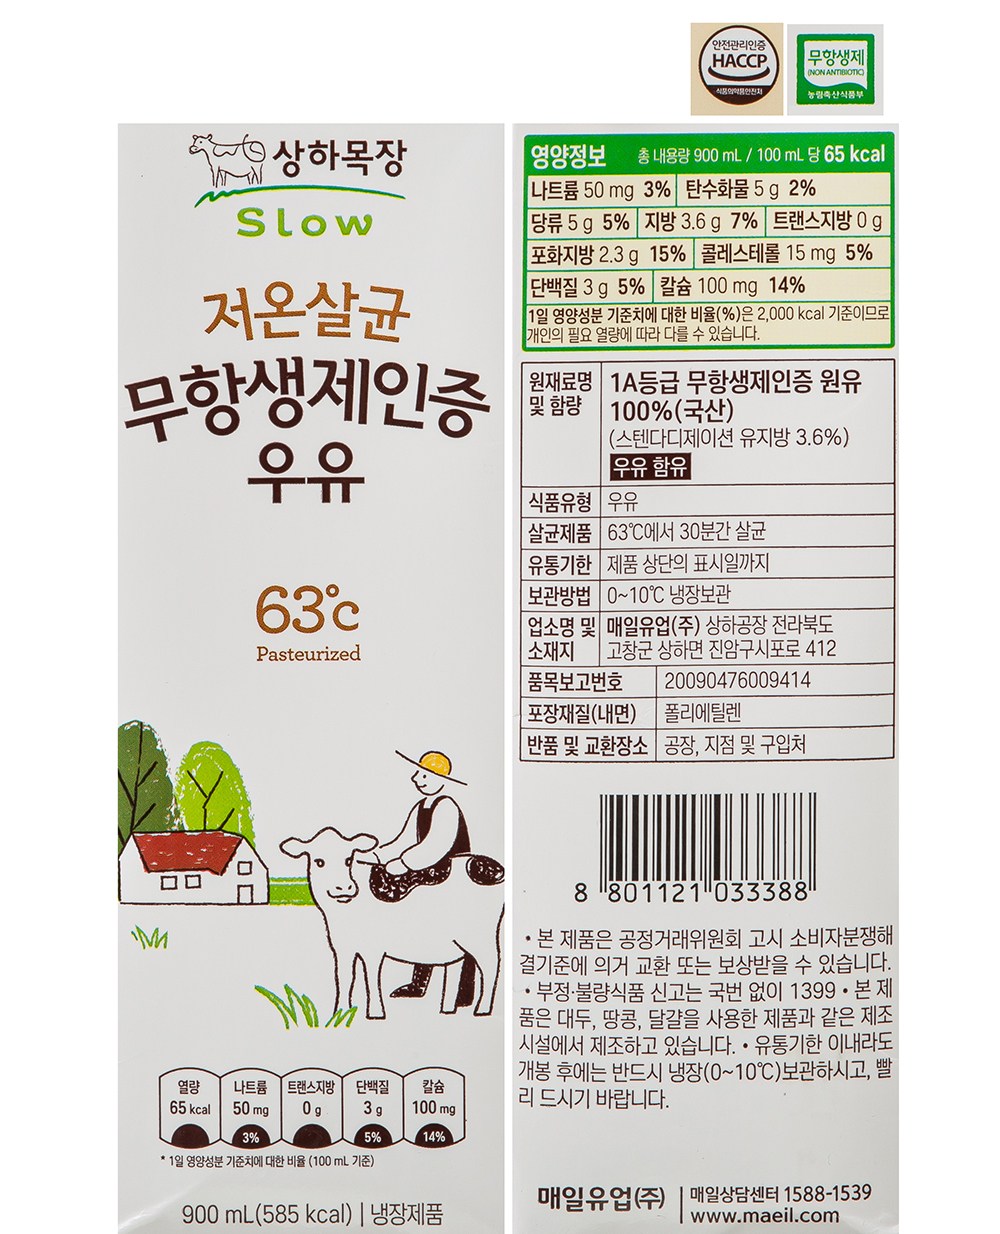 안전관리인증
HACCP
식품의약품안전처
무항생제
(NON ANTIBIOTIC)
농림축산식품부
상하목장
Slow
저온살균
무항생제인증
우유
63℃
Pasteurized
열량 나트륨 트랜스지방 단백질 칼슘
65 kcal 50 mg 0 g 3 g 100 mg
3% 5% 14%
* 1일 영양성분 기준치에 대한 비율 (100 mL 기준)
900 mL(585 kcal) | 냉장제품
영양정보 총 내용량 900 mL / 100 mL 당 65 kcal
나트륨 50 mg 3% 탄수화물 5 g 2%
당류 5 g 5% 지방 3.6 g 7% 트랜스지방 0 g
포화지방 2.3 g 15% 콜레스테롤 15 mg 5%
단백질 3 g 5% 칼슘 100 mg 14%
1일 영양성분 기준치에 대한 비율(%)은 2,000 kcal 기준이므로
개인의 필요 열량에 따라 다를 수 있습니다.
원재료명 1A등급 무항생제인증 원유
및 함량 100%(국산)
(스텐다디제이션 유지방 3.6%)
우유 함유
식품유형 우유
살균제품 63℃에서 30분간 살균
유통기한 제품 상단의 표시일까지
보관방법 0~10℃ 냉장보관
업소명 및 매일유업(주) 상하공장 전라북도
소재지 고창군 상하면 진암구시포로 412
품목보고번호 20090476009414
포장재질(내면) 폴리에틸렌
반품 및 교환장소 공장, 지점 및 구입처
8 801121 033388
• 본 제품은 공정거래위원회 고시 소비자분쟁해
결기준에 의거 교환 또는 보상받을 수 있습니다.
• 부정·불량식품 신고는 국번 없이 1399 • 본 제
품은 대두, 땅콩, 달걀을 사용한 제품과 같은 제조
시설에서 제조하고 있습니다. • 유통기한 이내라도
개봉 후에는 반드시 냉장(0~10℃)보관하시고, 빨
리 드시기 바랍니다.
매일유업(주) 매일상담센터 1588-1539
www.maeil.com